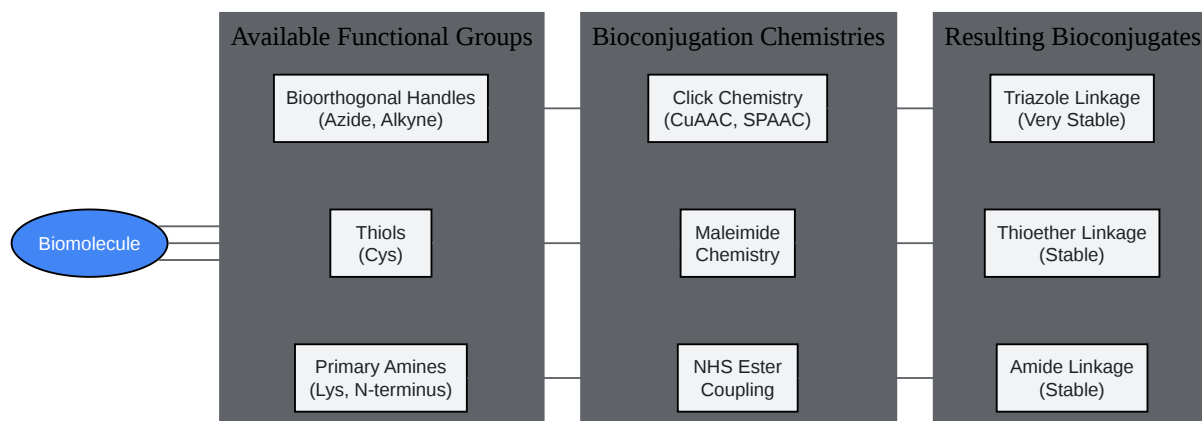 Available Functional Groups
Bioconjugation Chemistries
Resulting Bioconjugates
Bioorthogonal Handles
(Azide, Alkyne)
Click Chemistry
(CuAAC, SPAAC)
Triazole Linkage
(Very Stable)
Biomolecule
Thiols
(Cys)
Maleimide
Chemistry
Thioether Linkage
(Stable)
Primary Amines
(Lys, N-terminus)
NHS Ester
Coupling
Amide Linkage
(Stable)